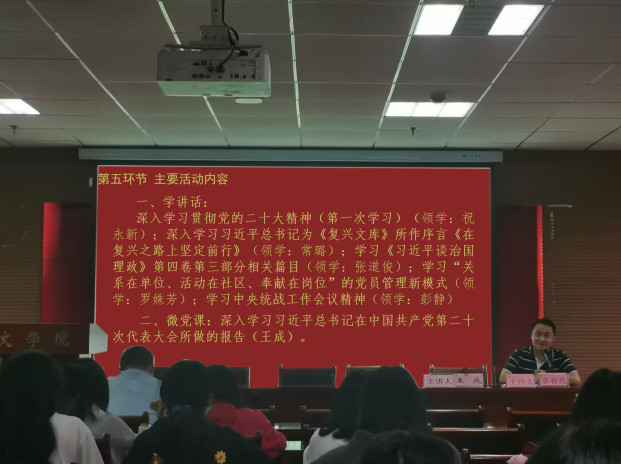 第五环节 主要活动内容
一、学讲话：
深入学习贯彻党的二十大精神（第一次学习）（领学：祝
永新）；深入学习习近平总书记为《复兴文库》所作序言《在
复兴之路上坚定前行》（领学：常璐）；学习《习近平谈治国
理政》第四卷第三部分相关篇目（领学：张道俊）；学习“关
系在单位、活动在社区、奉献在岗位”的党员管理新模式（领
学：罗姝芳）；学习中央统战工作会议精神（领学：彭静）
二、微党课：深入学习习近平总书记在中国共产党第二十
次代表大会所做的报告（王成）。
文学院
主讲人 王 成
主持人